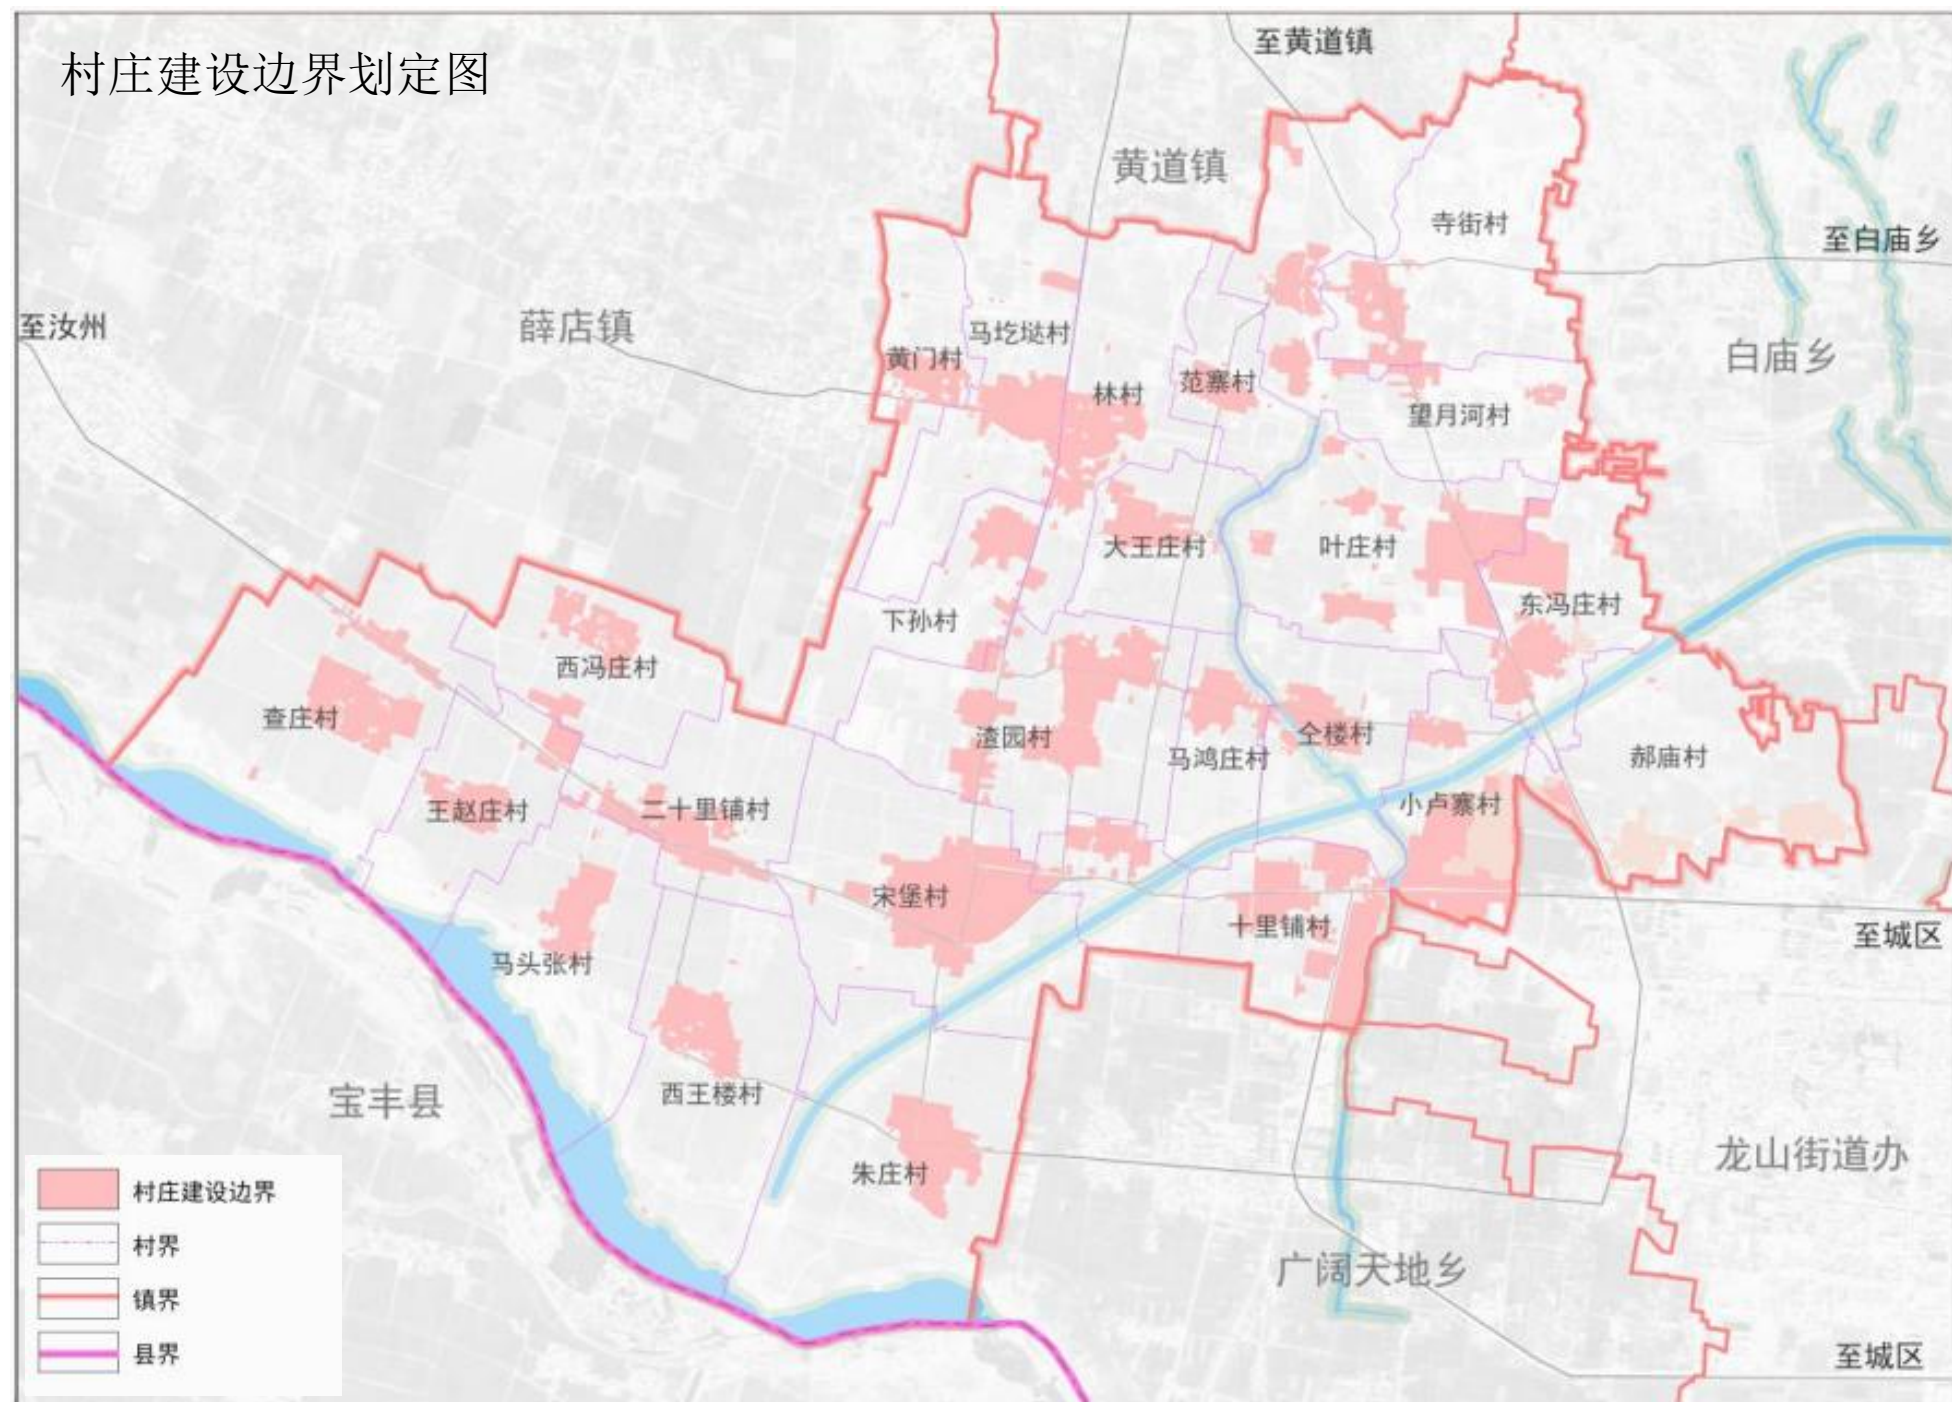 村庄建设边界划定图
至黄道镇
黄道镇
寺街村
至白庙乡
至汝州
薛店镇
马圪垯村
白庙乡
黄门村
范寨村
林村
望月河村
大王庄村
叶庄村
东冯庄村
下孙村
西冯庄村
查庄村
渣园村
仝楼村
马鸿庄村
郝庙村
王赵庄村
二十里铺村
小卢寨村
宋堡村
十里铺村
至城区
马头张村
西王楼村
宝丰县
朱庄村
龙山街道办
广阔天地乡
至城区
村庄建设边界
村界
镇界
县界